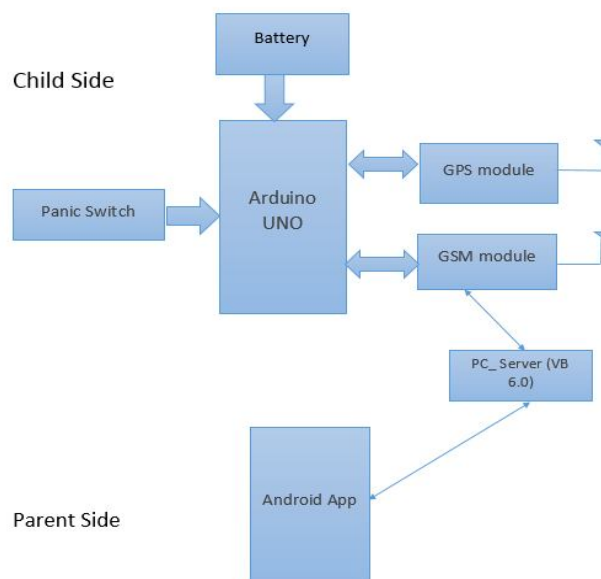 Battery
Child Side
GPS module
Arduino
UNO
Panic Switch
GSM module
PC_ Server (VB
6.0)
Android App
Parent Side